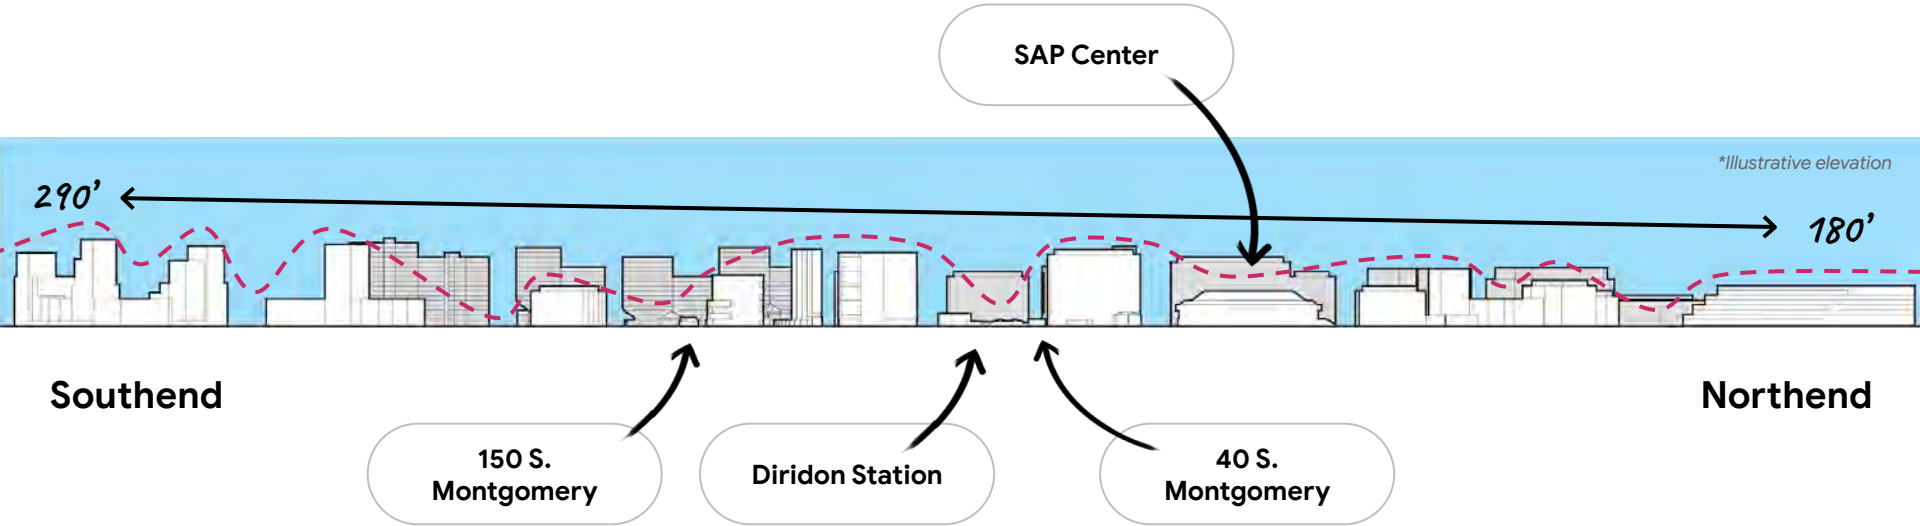 SAP Center
*Illustrative elevation
290’
180’
Southend
Northend
150 S.
Montgomery
Diridon Station
40 S.
Montgomery